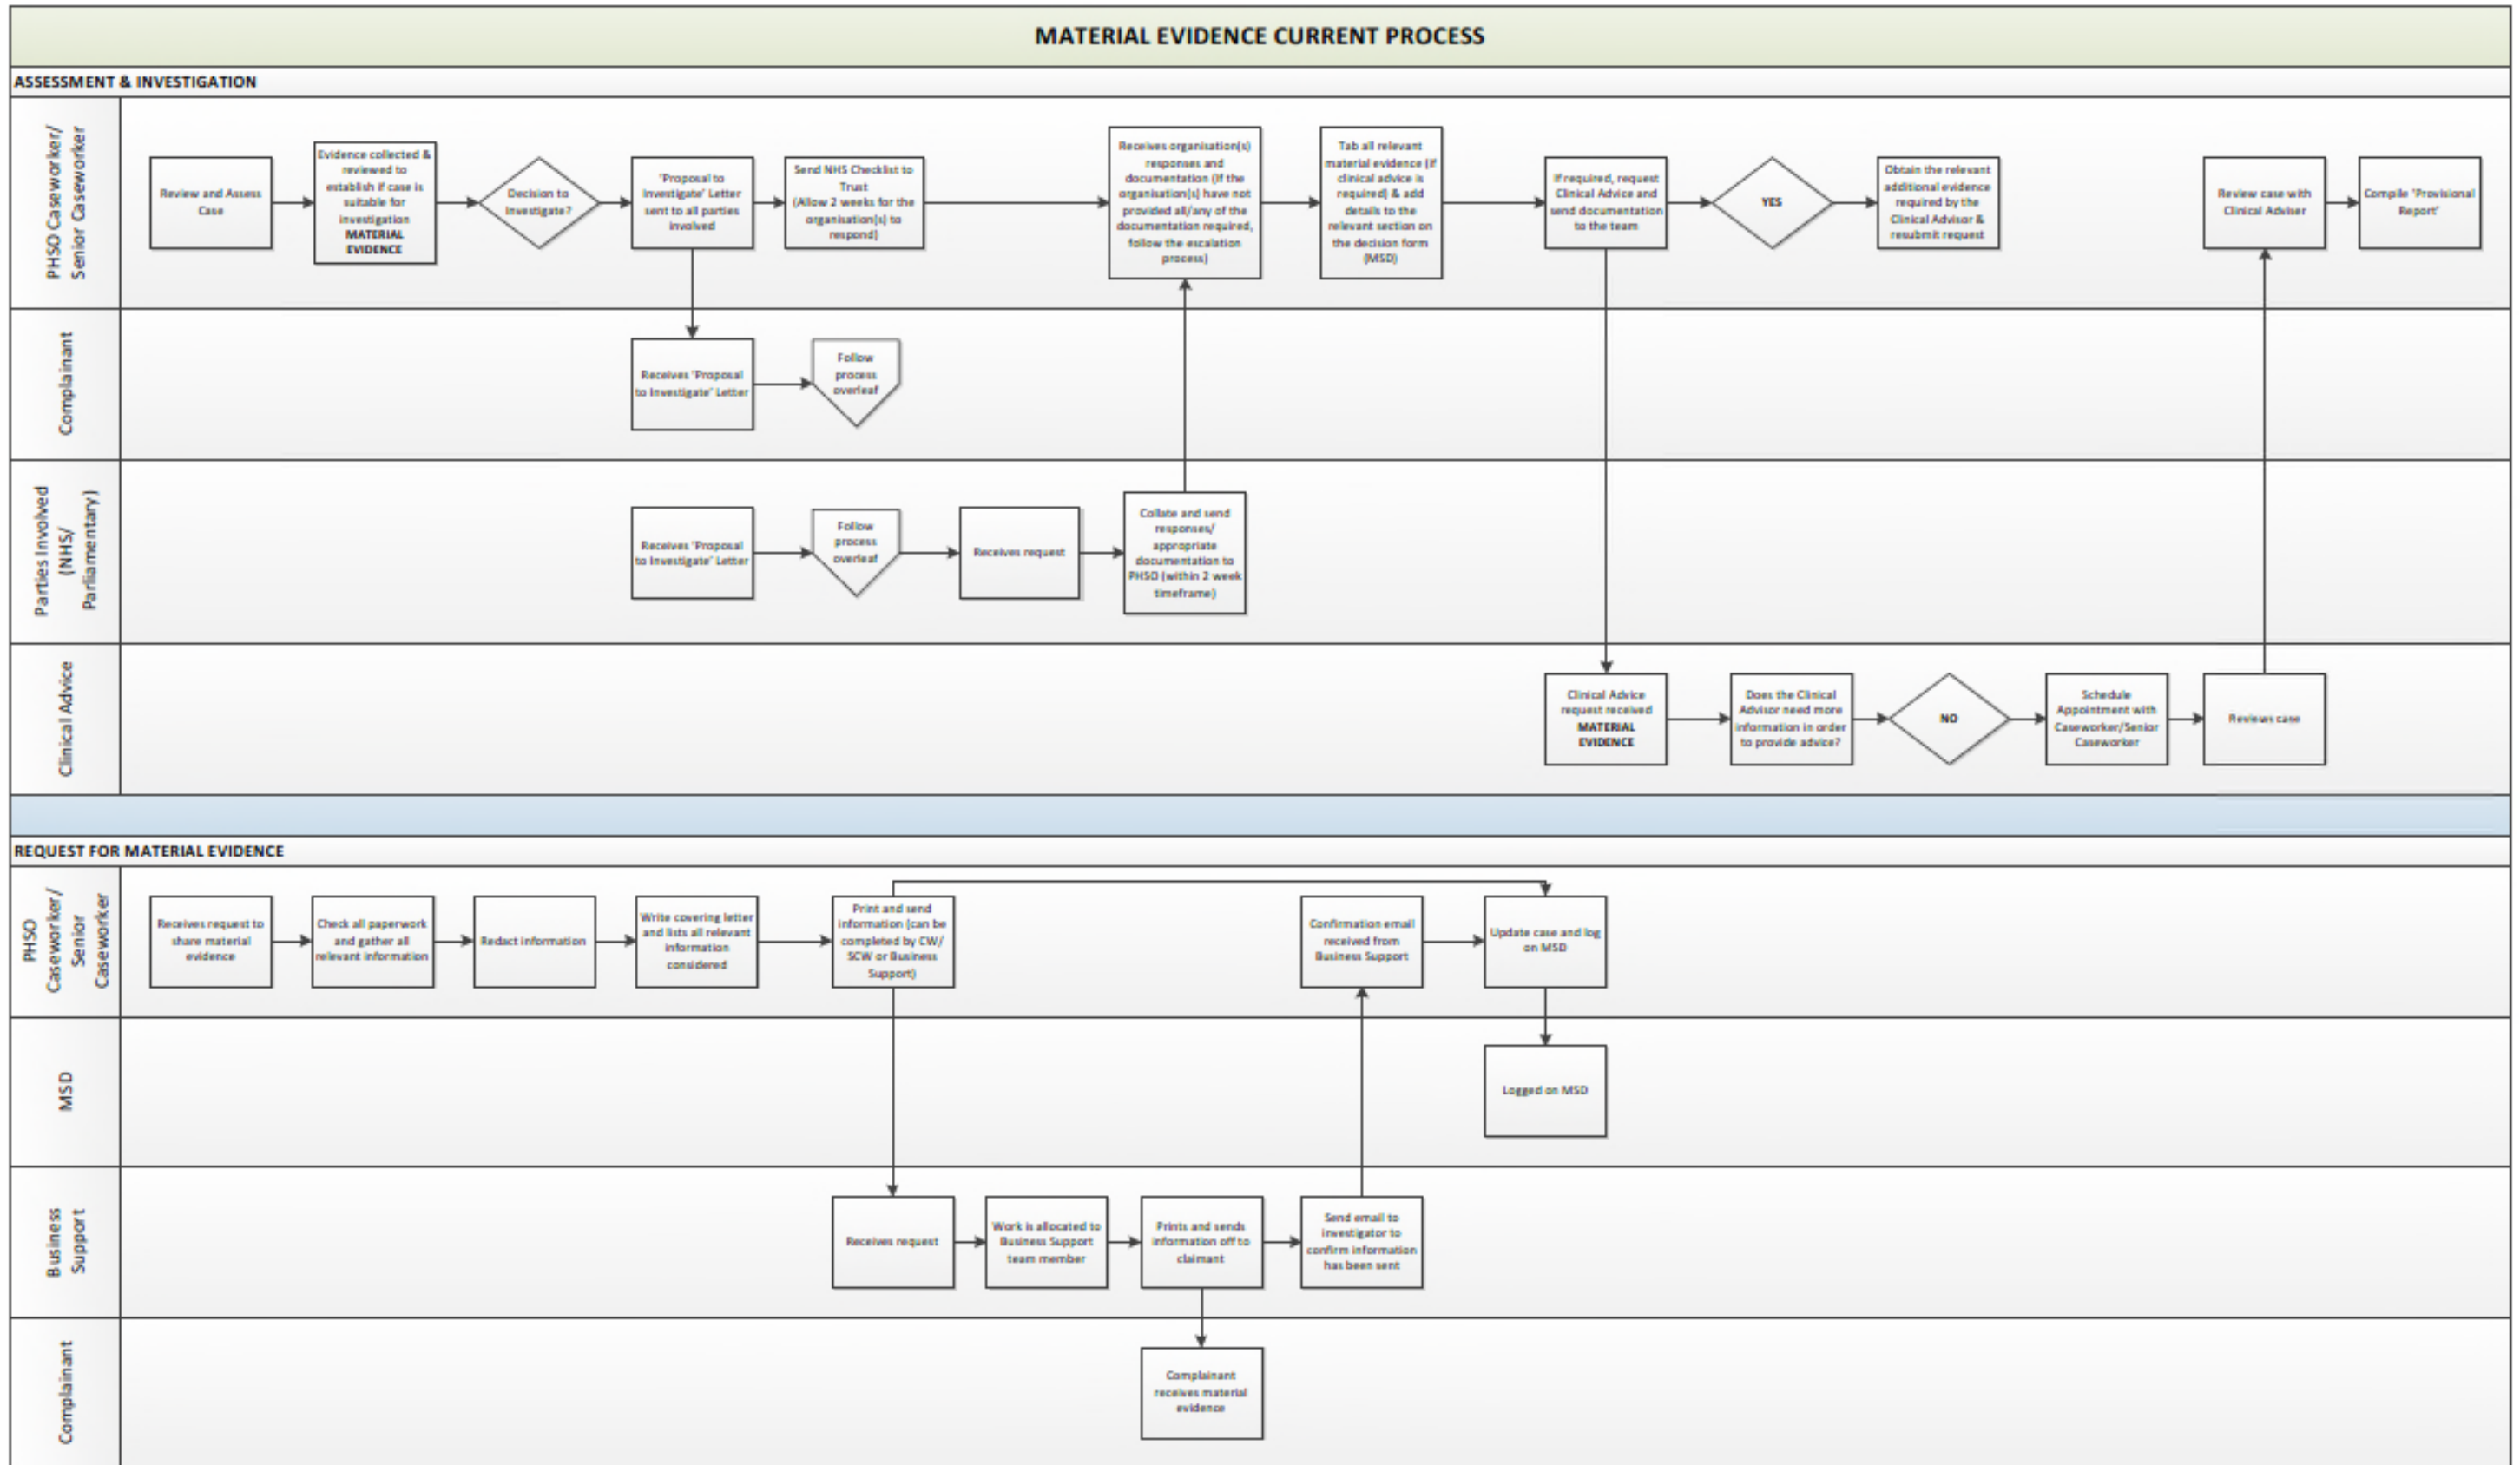 MATERIAL EVIDENCE CURRENT PROCESS
ASSESSMENT & INVESTIGATION
PHSO Caseworker/
Senior Caseworker
Review and Assess
Case
Evidence collected &
reviewed to
establish if case is
suitable for
investigation
MATERIAL
EVIDENCE
Decision to
Investigate?
'Proposal to
Investigate' Letter
sent to all parties
involved
Send NHS Checklist to
Trust
(Allow 2 weeks for the
organisation(s) to
respond)
Receives organisation(s)
responses and
documentation (If the
organisation(s) have not
provided all/any of the
documentation required,
follow the escalation
process)
Tab all relevant
material evidence (if
clinical advice is
required) & add
details to the
relevant section on
the decision form
(MSD)
If required, request
Clinical Advice and
send documentation
to the team
YES
Obtain the relevant
additional evidence
required by the
Clinical Advisor &
resubmit request
Review case with
Clinical Adviser
Compile 'Provisional
Report'
Complainant
Receives 'Proposal
to Investigate' Letter
Follow
process
overleaf
Parties Involved
(NHS/
Parliamentary)
Receives 'Proposal
to Investigate' Letter
Follow
process
overleaf
Receives request
Collate and send
responses/
appropriate
documentation to
PHSO (within 2 week
timeframe)
Clinical Advice
Clinical Advice
request received
MATERIAL
EVIDENCE
Does the Clinical
Advisor need more
information in order
to provide advice?
NO
Schedule
Appointment with
Caseworker/Senior
Caseworker
Reviews case
REQUEST FOR MATERIAL EVIDENCE
PHSO
Caseworker/
Senior
Caseworker
Receives request to
share material
evidence
Check all paperwork
and gather all
relevant information
Redact information
Write covering letter
and lists all relevant
information
considered
Print and send
information (can be
completed by CW/
SCW or Business
Support)
Confirmation email
received from
Business Support
Update case and log
on MSD
MSD
Logged on MSD
Business
Support
Receives request
Work is allocated to
Business Support
team member
Prints and sends
information off to
claimant
Send email to
investigator to
confirm information
has been sent
Complainant
Complainant
receives material
evidence